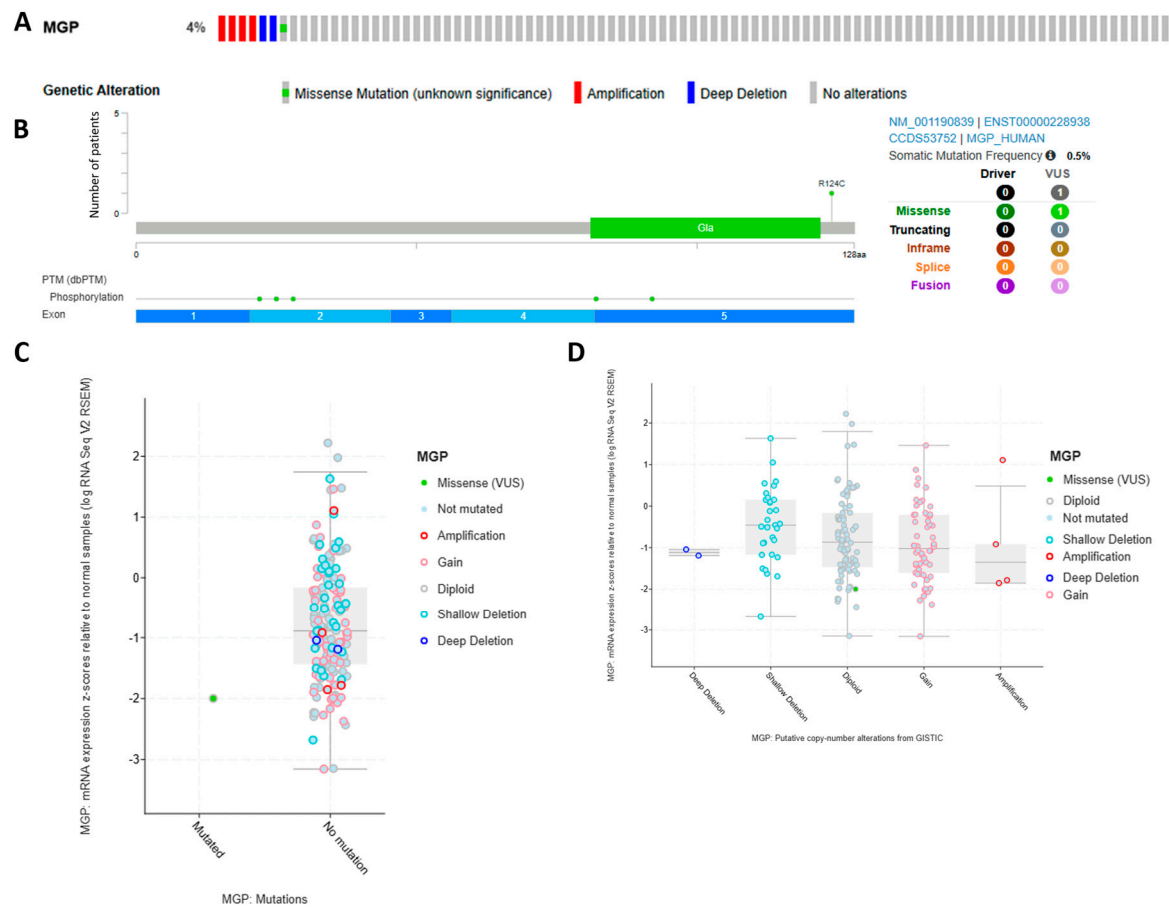 A MGP 4%
Genetic Alteration Missense Mutation (unknown significance) Amplification Deep Deletion No alterations
B
Number of patients
5
0
R124C
Gla
0 128aa
NM_001190839 | ENST00000228938
CCDS53752 | MGP_HUMAN
Somatic Mutation Frequency 0.5%
Driver VUS
0 1
Missense 0 1
Truncating 0 0
Inframe 0 0
Splice 0 0
Fusion 0 0
PTM (dbPTM)
Phosphorylation
Exon 1 2 3 4 5
C
MGP: mRNA expression z-scores relative to normal samples (log RNA Seq V2 RSEM)
2
1
0
-1
-2
-3
Mutated
No mutation
MGP: Mutations
MGP
Missense (VUS)
Not mutated
Amplification
Gain
Diploid
Shallow Deletion
Deep Deletion
D
MGP: mRNA expression z-scores relative to normal samples (log RNA Seq V2 RSEM)
2
1
0
-1
-2
-3
Deep Deletion
Shallow Deletion
Diploid
Gain
Amplification
MGP: Putative copy-number alterations from GISTIC
MGP
Missense (VUS)
Diploid
Not mutated
Shallow Deletion
Amplification
Deep Deletion
Gain